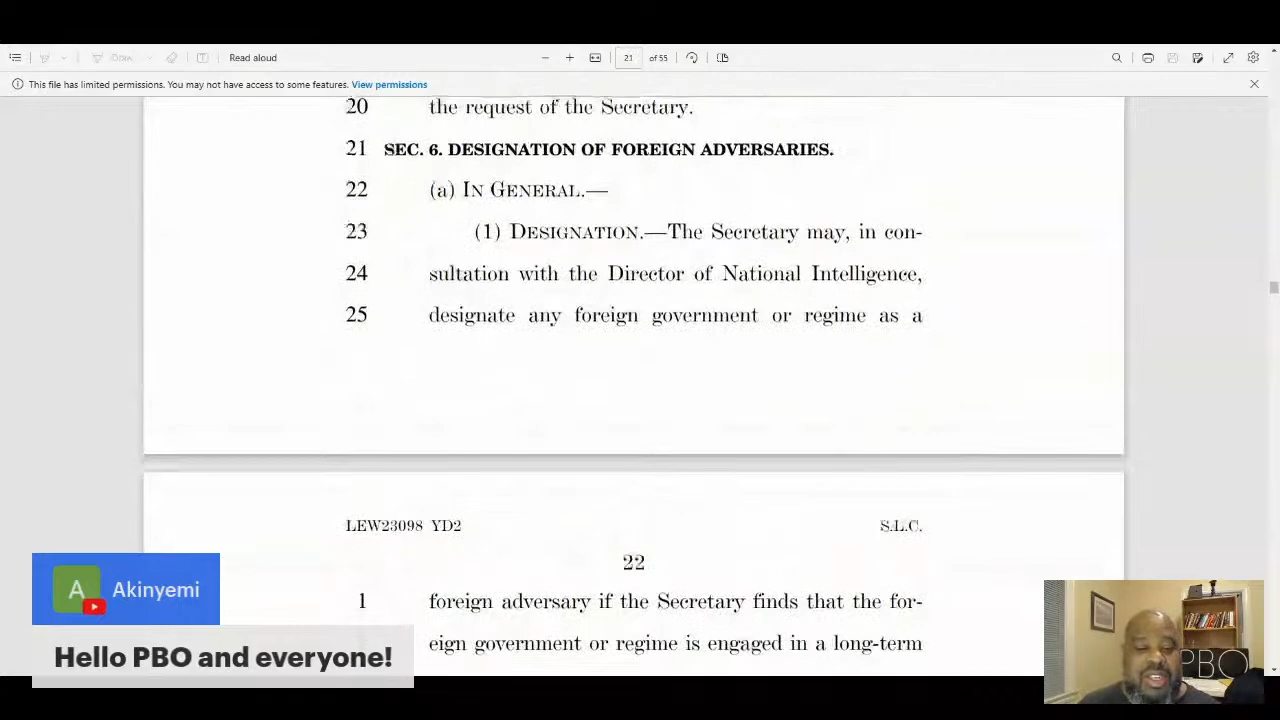 Draw
Read aloud
21 of 55
This file has limited permissions. You may not have access to some features. View permissions
20 the request of the Secretary.
21 SEC. 6. DESIGNATION OF FOREIGN ADVERSARIES.
22 (a) IN GENERAL.—
23 (1) DESIGNATION.—The Secretary may, in con-
24 sultation with the Director of National Intelligence,
25 designate any foreign government or regime as a
LEW23098 YD2 S.L.C.
22
1 foreign adversary if the Secretary finds that the for-
eign government or regime is engaged in a long-term
A Akinyemi
Hello PBO and everyone!
PBO